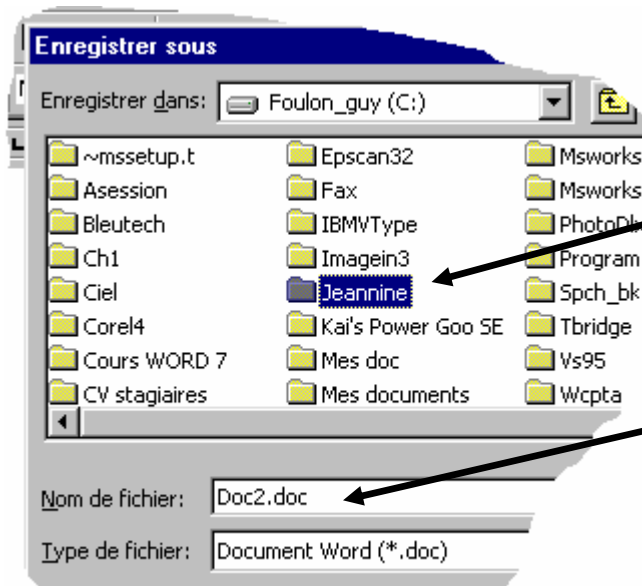 Enregistrer sous
Enregistrer dans: Foulon_guy (C:)
~mssetup.t Epscan32 Msworks
Asession Fax Msworks
Bleutech IBMVType
Ch1 Imagein3 Program
Ciel Jeannine Spch_bk
Corel4 Kai's Power Goo SE Tbridge
Cours WORD 7 Mes doc Vs95
CV stagiaires Mes documents Wcpta
Nom de fichier: Doc2.doc
Type de fichier: Document Word (*.doc)